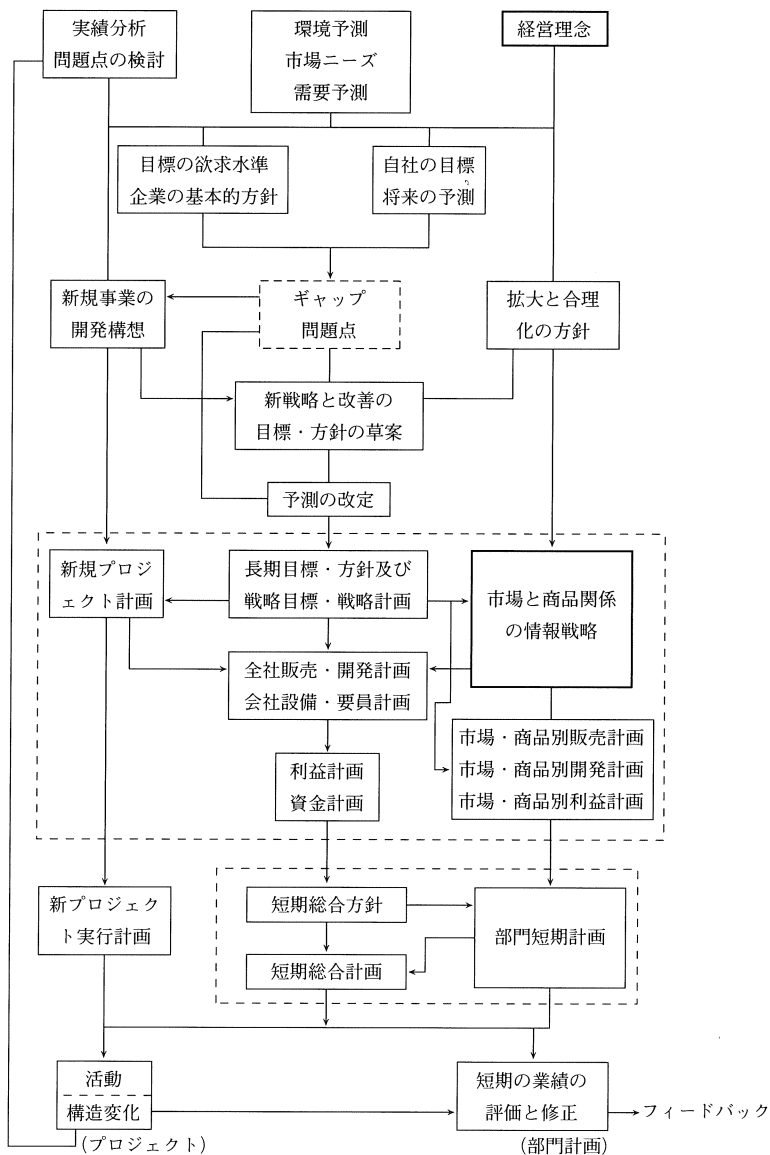 実績分析
問題点の検討
環境予測
市場ニーズ
需要予測
経営理念
目標の欲求水準
企業の基本的方針
自社の目標
将来の予測
新規事業の
開発構想
ギャップ
問題点
拡大と合理
化の方針
新戦略と改善の
目標・方針の草案
予測の改定
新規プロジ
ェクト計画
長期目標・方針及び
戦略目標・戦略計画
市場と商品関係
の情報戦略
全社販売・開発計画
会社設備・要員計画
市場・商品別販売計画
市場・商品別開発計画
市場・商品別利益計画
利益計画
資金計画
新プロジェク
ト実行計画
短期総合方針
部門短期計画
短期総合計画
活動
構造変化
(プロジェクト)
短期の業績の
評価と修正
フィードバック
(部門計画)